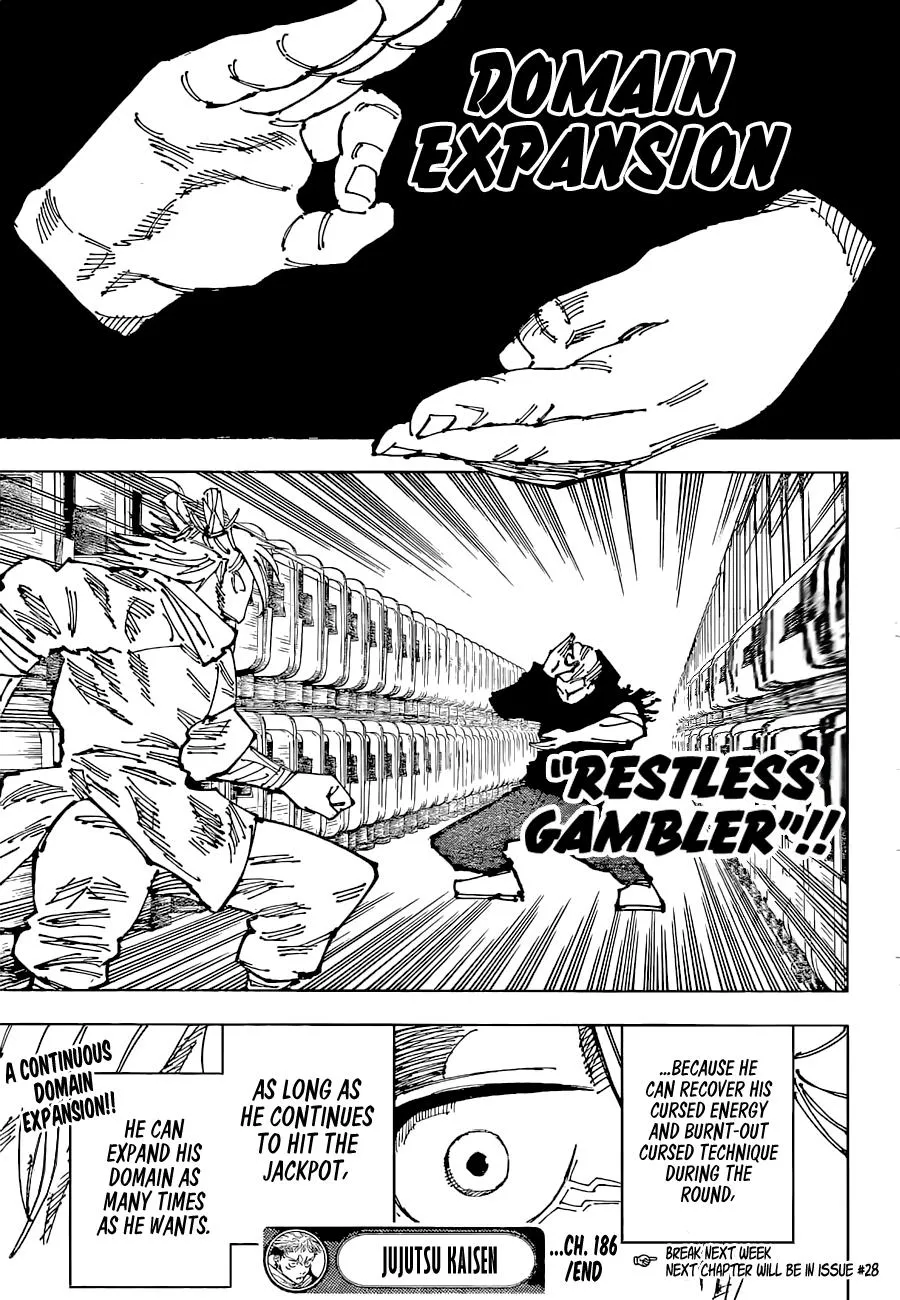 DOMAIN
EXPANSION
"RESTLESS
GAMBLER"!!
...BECAUSE HE
CAN RECOVER HIS
CURSED ENERGY
AND BURNT-OUT
CURSED TECHNIQUE
DURING THE
ROUND,
AS LONG AS
HE CONTINUES
TO HIT THE
JACKPOT,
HE CAN
EXPAND HIS
DOMAIN AS
MANY TIMES
AS HE WANTS.
A CONTINUOUS
DOMAIN
EXPANSION!!
JUJUTSU KAISEN
...CH. 186
/END
BREAK NEXT WEEK
NEXT CHAPTER WILL BE IN ISSUE #28